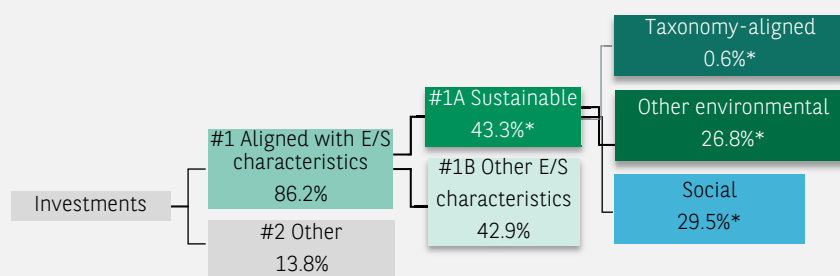 Investments
#1 Aligned with E/S
characteristics
86.2%
#2 Other
13.8%
#1A Sustainable
43.3%*
#1B Other E/S
characteristics
42.9%
Taxonomy-aligned
0.6%*
Other environmental
26.8%*
Social
29.5%*